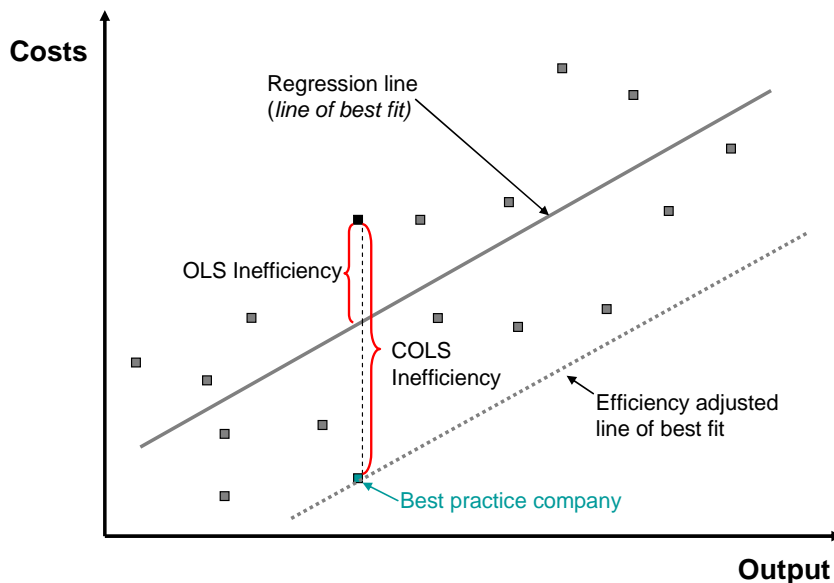 Costs
Regression line
(line of best fit)
OLS Inefficiency
COLS
Inefficiency
Efficiency adjusted
line of best fit
Best practice company
Output